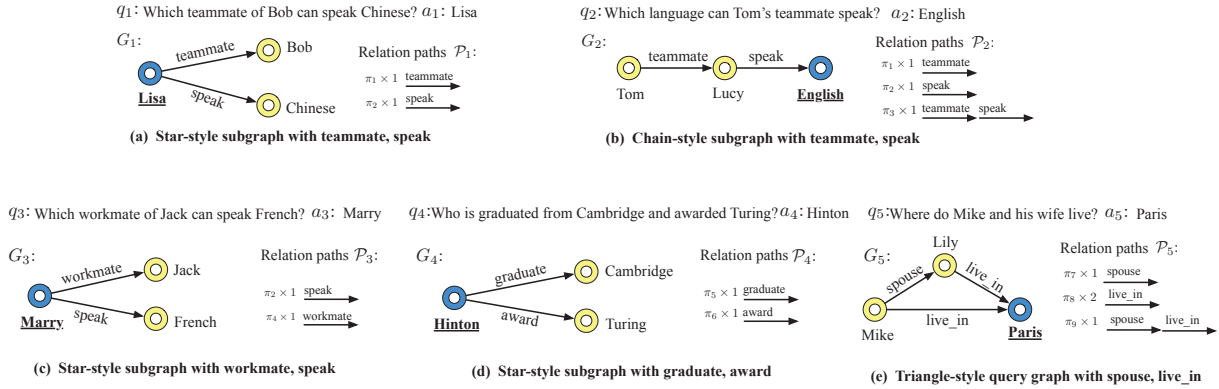 q1: Which teammate of Bob can speak Chinese? a1: Lisa
G1:
teammate
Bob
speak
Chinese
Lisa
Relation paths P1:
π1 × 1 teammate
π2 × 1 speak
(a) Star-style subgraph with teammate, speak
q2: Which language can Tom's teammate speak? a2: English
G2:
teammate
speak
Tom
Lucy
English
Relation paths P2:
π1 × 1 teammate
π2 × 1 speak
π3 × 1 teammate speak
(b) Chain-style subgraph with teammate, speak
q3: Which workmate of Jack can speak French? a3: Marry
G3:
workmate
Jack
speak
French
Marry
Relation paths P3:
π2 × 1 speak
π4 × 1 workmate
(c) Star-style subgraph with workmate, speak
q4: Who is graduated from Cambridge and awarded Turing? a4: Hinton
G4:
graduate
Cambridge
award
Turing
Hinton
Relation paths P4:
π5 × 1 graduate
π6 × 1 award
(d) Star-style subgraph with graduate, award
q5: Where do Mike and his wife live? a5: Paris
G5:
Lily
spouse
live_in
live_in
Mike
Paris
Relation paths P5:
π7 × 1 spouse
π8 × 2 live_in
π9 × 1 spouse live_in
(e) Triangle-style query graph with spouse, live_in